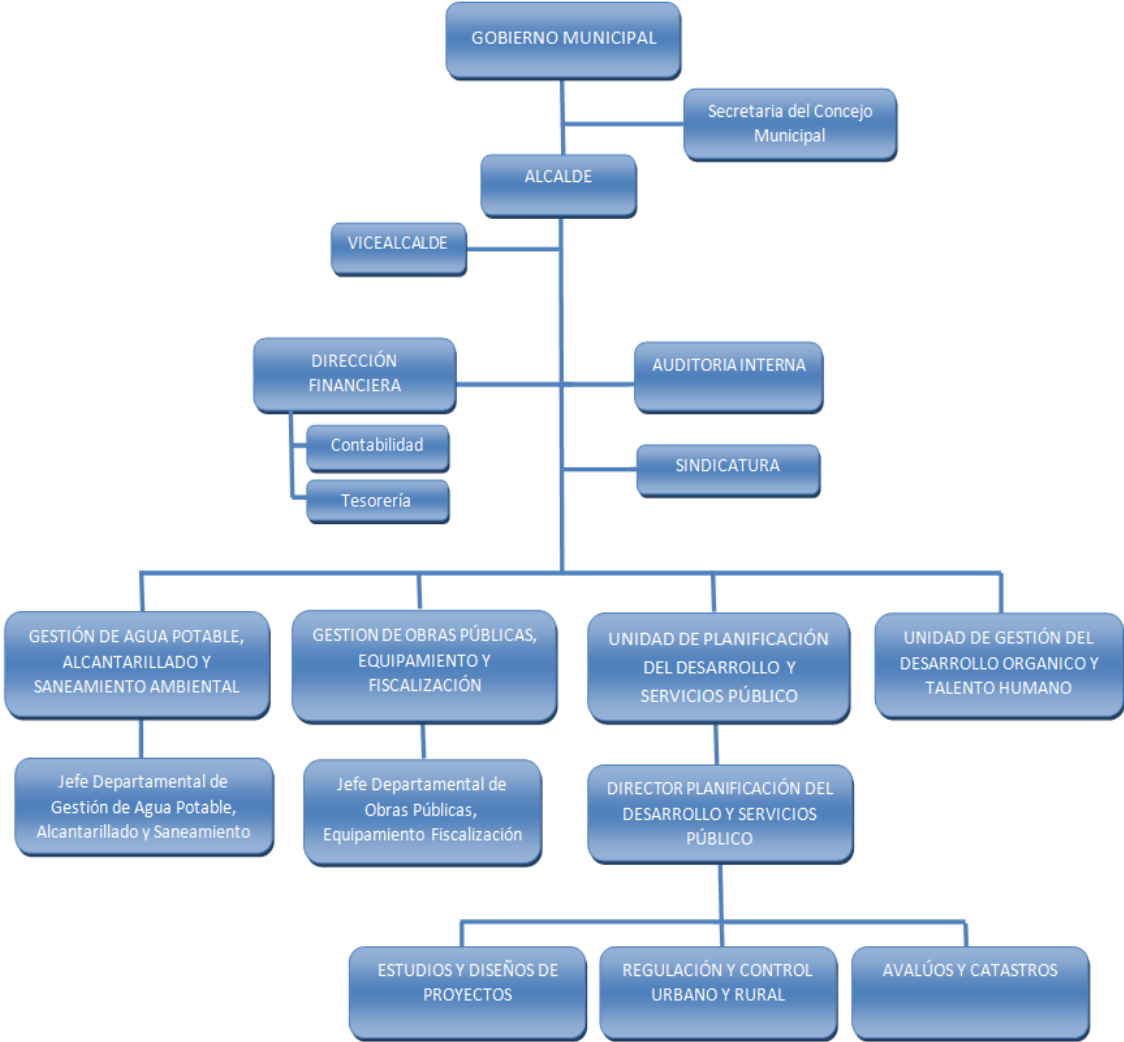 GOBIERNO MUNICIPAL
Secretaria del Concejo
Municipal
ALCALDE
VICEALCALDE
DIRECCIÓN
FINANCIERA
AUDITORIA INTERNA
Contabilidad
SINDICATURA
Tesorería
GESTIÓN DE AGUA POTABLE,
ALCANTARILLADO Y
SANEAMIENTO AMBIENTAL
GESTION DE OBRAS PÚBLICAS,
EQUIPAMIENTO Y
FISCALIZACIÓN
UNIDAD DE PLANIFICACIÓN
DEL DESARROLLO Y
SERVICIOS PÚBLICO
UNIDAD DE GESTIÓN DEL
DESARROLLO ORGANICO Y
TALENTO HUMANO
Jefe Departamental de
Gestión de Agua Potable,
Alcantarillado y Saneamiento
Jefe Departamental de
Obras Públicas,
Equipamiento Fiscalización
DIRECTOR PLANIFICACIÓN DEL
DESARROLLO Y SERVICIOS
PÚBLICO
ESTUDIOS Y DISEÑOS DE
PROYECTOS
REGULACIÓN Y CONTROL
URBANO Y RURAL
AVALÚOS Y CATASTROS